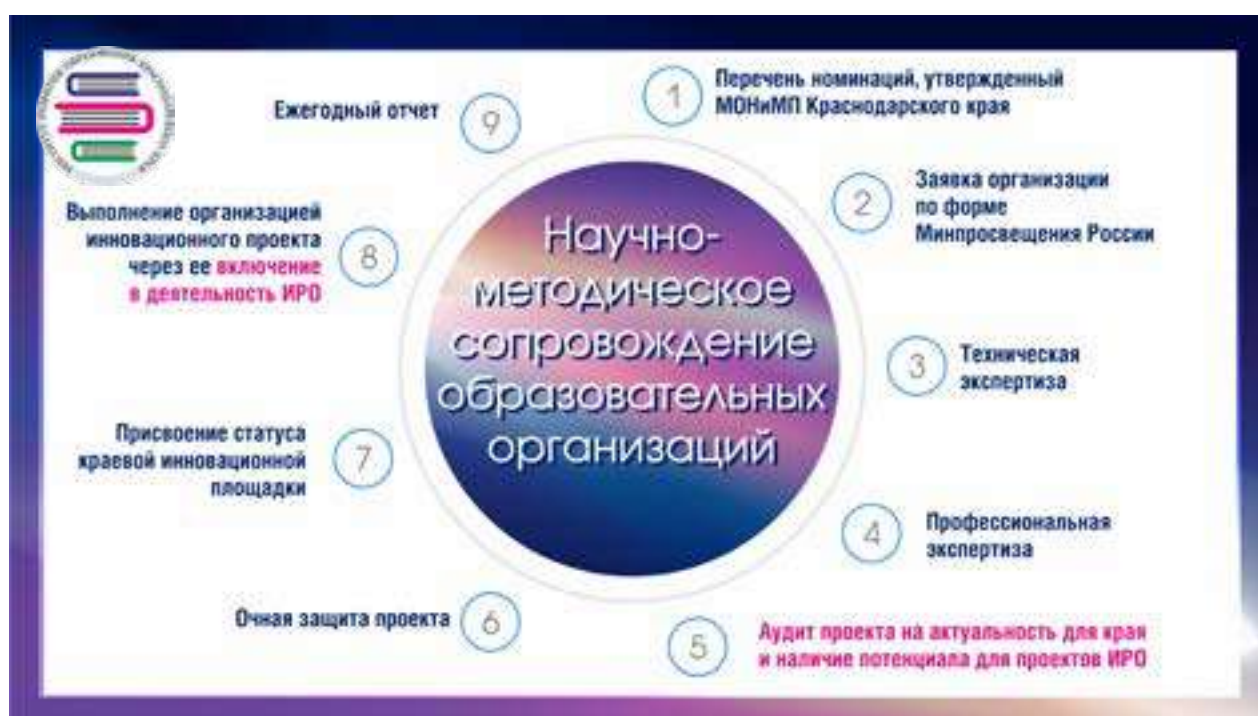 Научно-
методическое
сопровождение
образовательных
организаций
1
Перечень номинаций, утвержденный
МОНиМП Краснодарского края
2
Заявка организации
по форме
Минпросвещения России
3
Техническая
экспертиза
4
Профессиональная
экспертиза
5
Аудит проекта на актуальность для края
и наличие потенциала для проектов ИРО
6
Очная защита проекта
7
Присвоение статуса
краевой инновационной
площадки
8
Выполнение организацией
инновационного проекта
через ее включение
в деятельность ИРО
9
Ежегодный отчет